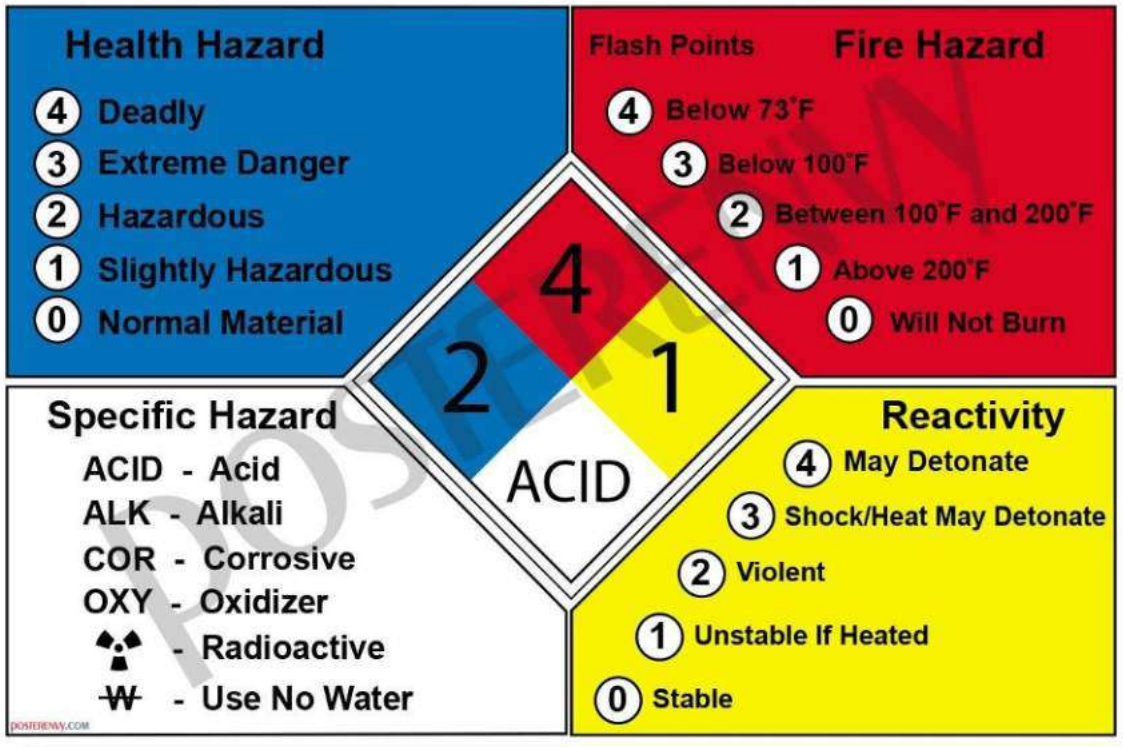 Health Hazard
4 Deadly
3 Extreme Danger
2 Hazardous
1 Slightly Hazardous
0 Normal Material
Flash Points Fire Hazard
4 Below 73°F
3 Below 100°F
2 Between 100°F and 200°F
1 Above 200°F
0 Will Not Burn
4
2 1
ACID
Specific Hazard
ACID - Acid
ALK - Alkali
COR - Corrosive
OXY - Oxidizer
- Radioactive
W - Use No Water
Reactivity
4 May Detonate
3 Shock/Heat May Detonate
2 Violent
1 Unstable If Heated
0 Stable
POSTERENVY
POSTERENVY.COM